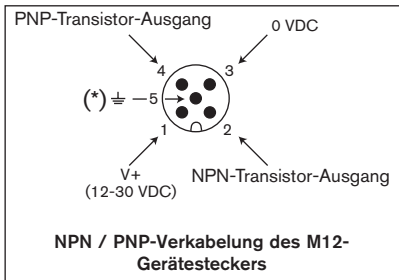 PNP-Transistor-Ausgang
0 VDC
4
3
(*) ⏚ 5
1
2
V+
(12-30 VDC)
NPN-Transistor-Ausgang
NPN / PNP-Verkabelung des M12-
Gerätesteckers